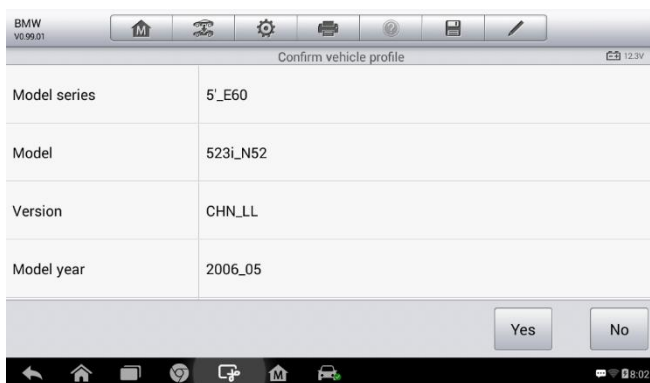 BMW
V0.99.01
Confirm vehicle profile
12.3V
Model series 5'_E60
Model 523i_N52
Version CHN_LL
Model year 2006_05
Yes No
8:02